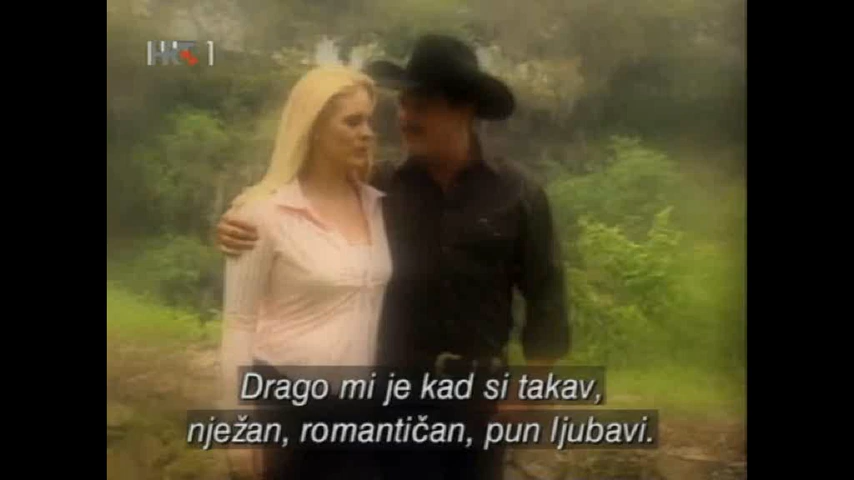 HRT 1
Drago mi je kad si takav,
nježan, romantičan, pun ljubavi.